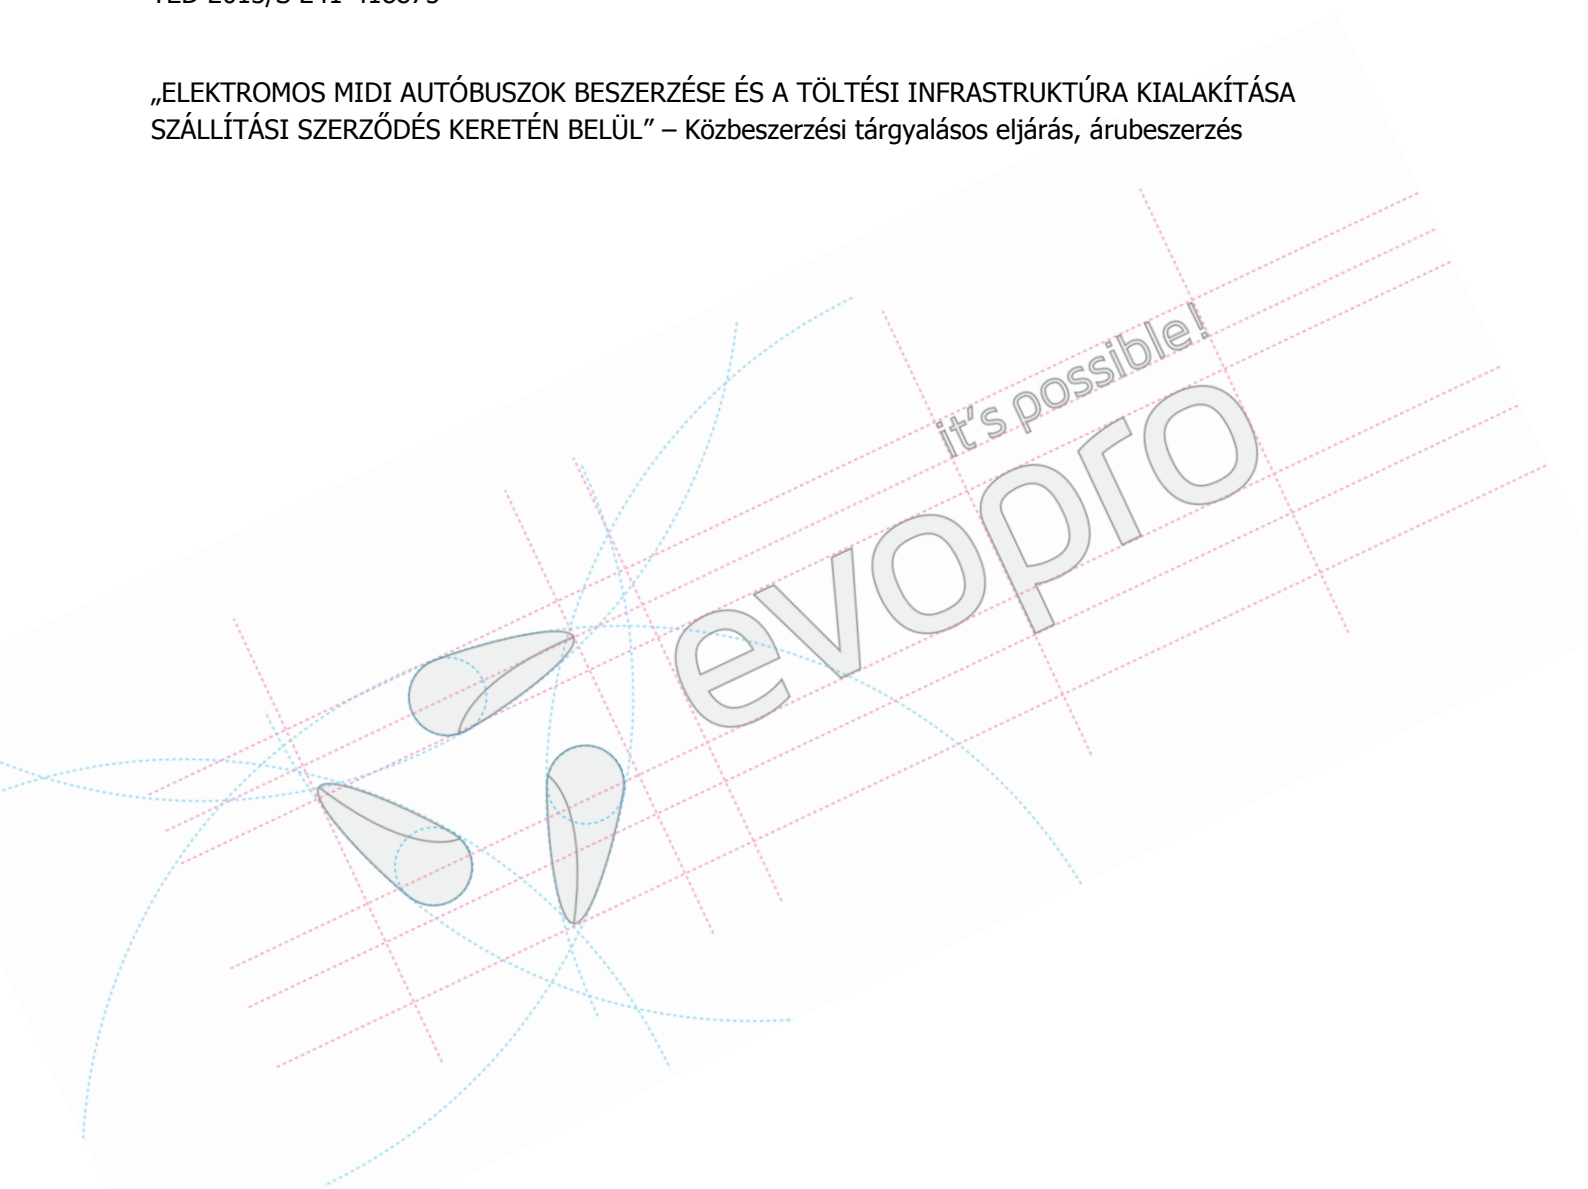 „ELEKTROMOS MIDI AUTÓBUSZOK BESZERZÉSE ÉS A TÖLTÉSI INFRASTRUKTÚRA KIALAKÍTÁSA
SZÁLLÍTÁSI SZERZŐDÉS KERETÉN BELÜL” – Közbeszerzési tárgyalásos eljárás, árubeszerzés
it's possible!
evopro